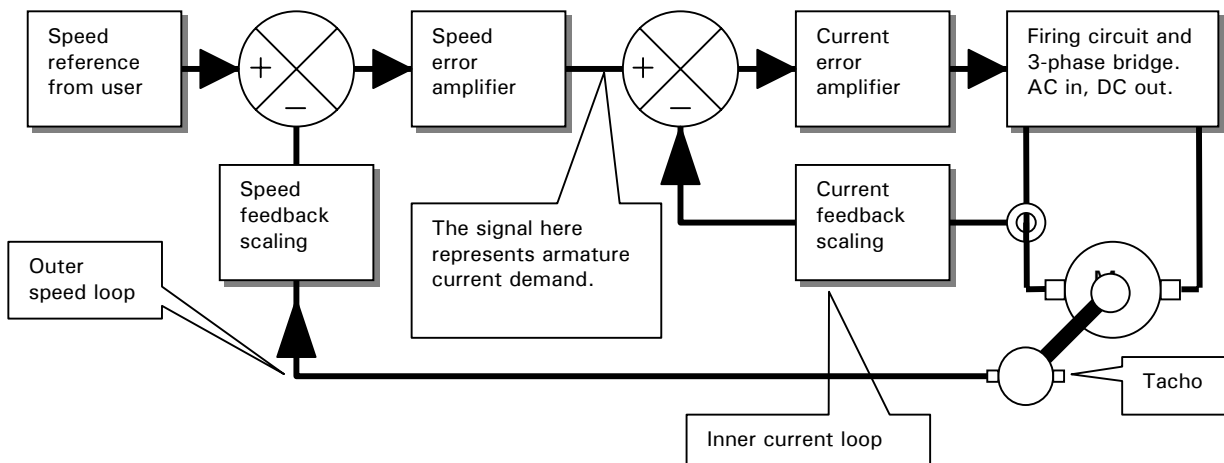 Speed
reference
from user
+
−
Speed
error
amplifier
+
−
Current
error
amplifier
Firing circuit and
3-phase bridge.
AC in, DC out.
Speed
feedback
scaling
The signal here
represents armature
current demand.
Current
feedback
scaling
Outer
speed loop
Tacho
Inner current loop